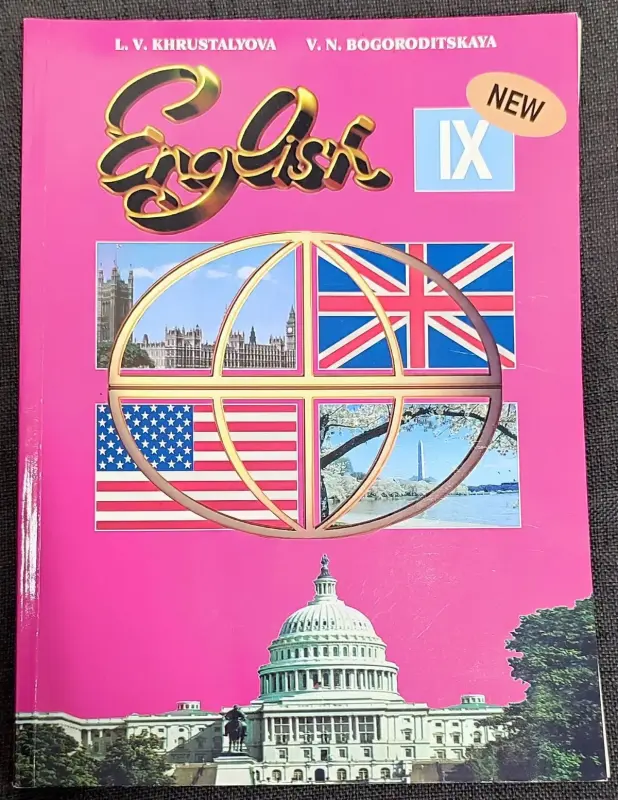 L. V. KHRUSTALYOVA V. N. BOGORODITSKAYA
English
NEW
IX